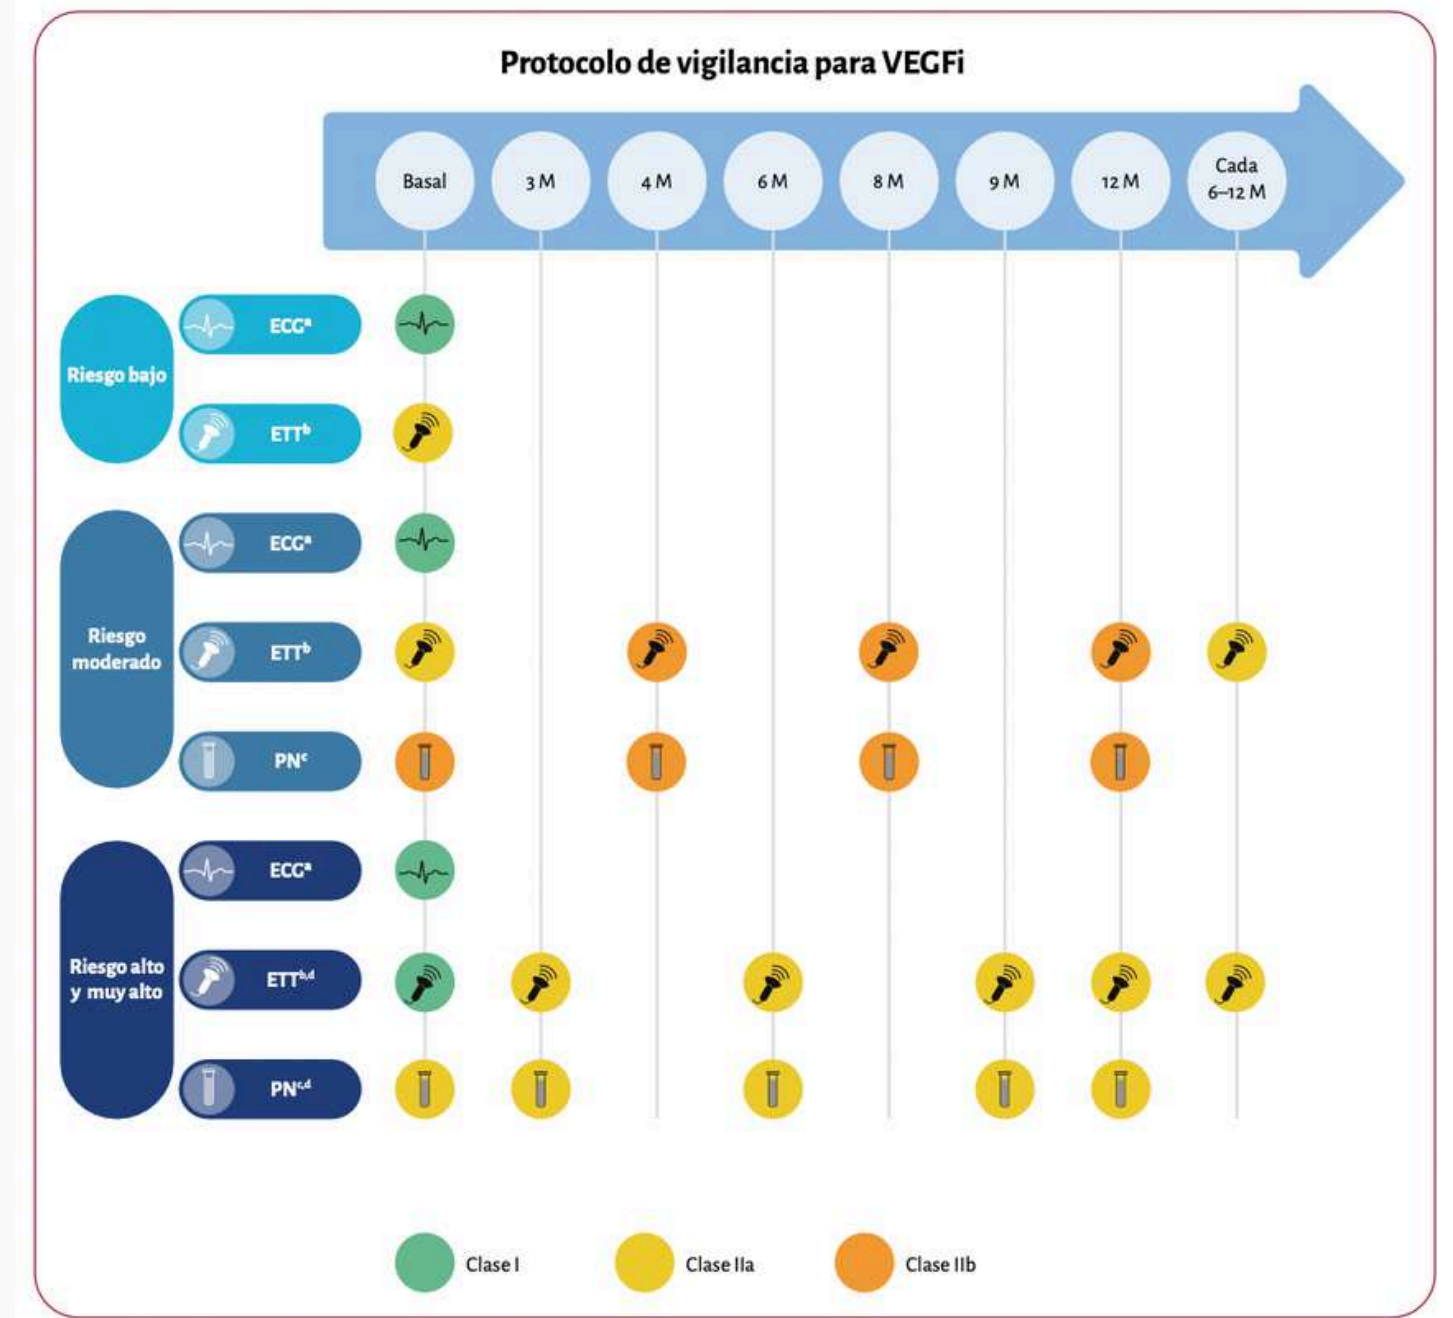 Protocolo de vigilancia para VEGFi
Basal
3 M
4 M
6 M
8 M
9 M
12 M
Cada
6–12 M
Riesgo bajo
ECGᵃ
ETTᵇ
Riesgo
moderado
ECGᵃ
ETTᵇ
PNᶜ
Riesgo alto
y muy alto
ECGᵃ
ETTᵇ,ᵈ
PNᶜ,ᵈ
Clase I
Clase IIa
Clase IIb